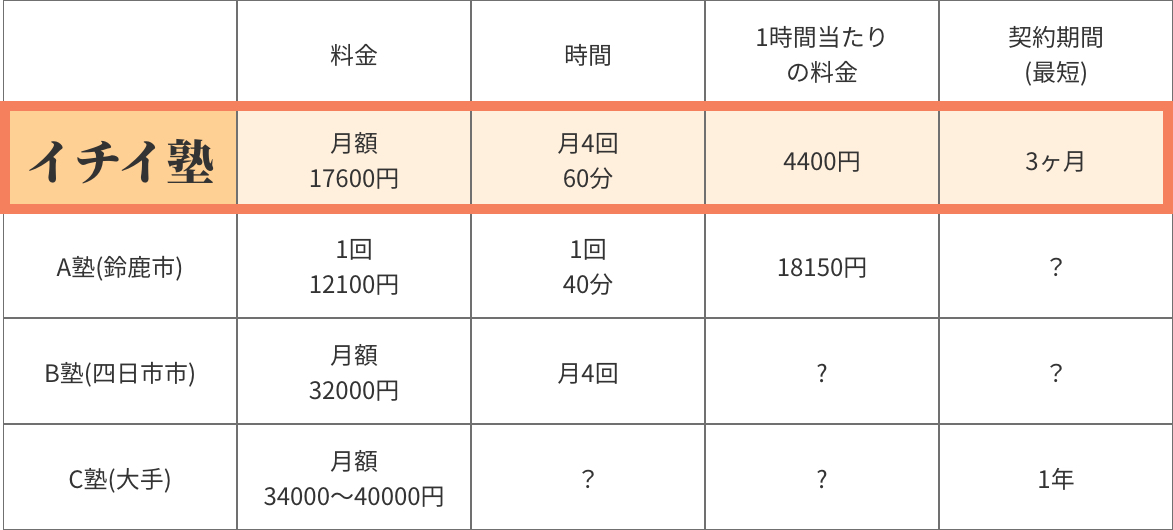 料金
時間
1時間当たり
の料金
契約期間
(最短)
イチイ塾
月額
17600円
月4回
60分
4400円
3ヶ月
A塾(鈴鹿市)
1回
12100円
1回
40分
18150円
？
B塾(四日市市)
月額
32000円
月4回
?
？
C塾(大手)
月額
34000〜40000円
？
?
1年